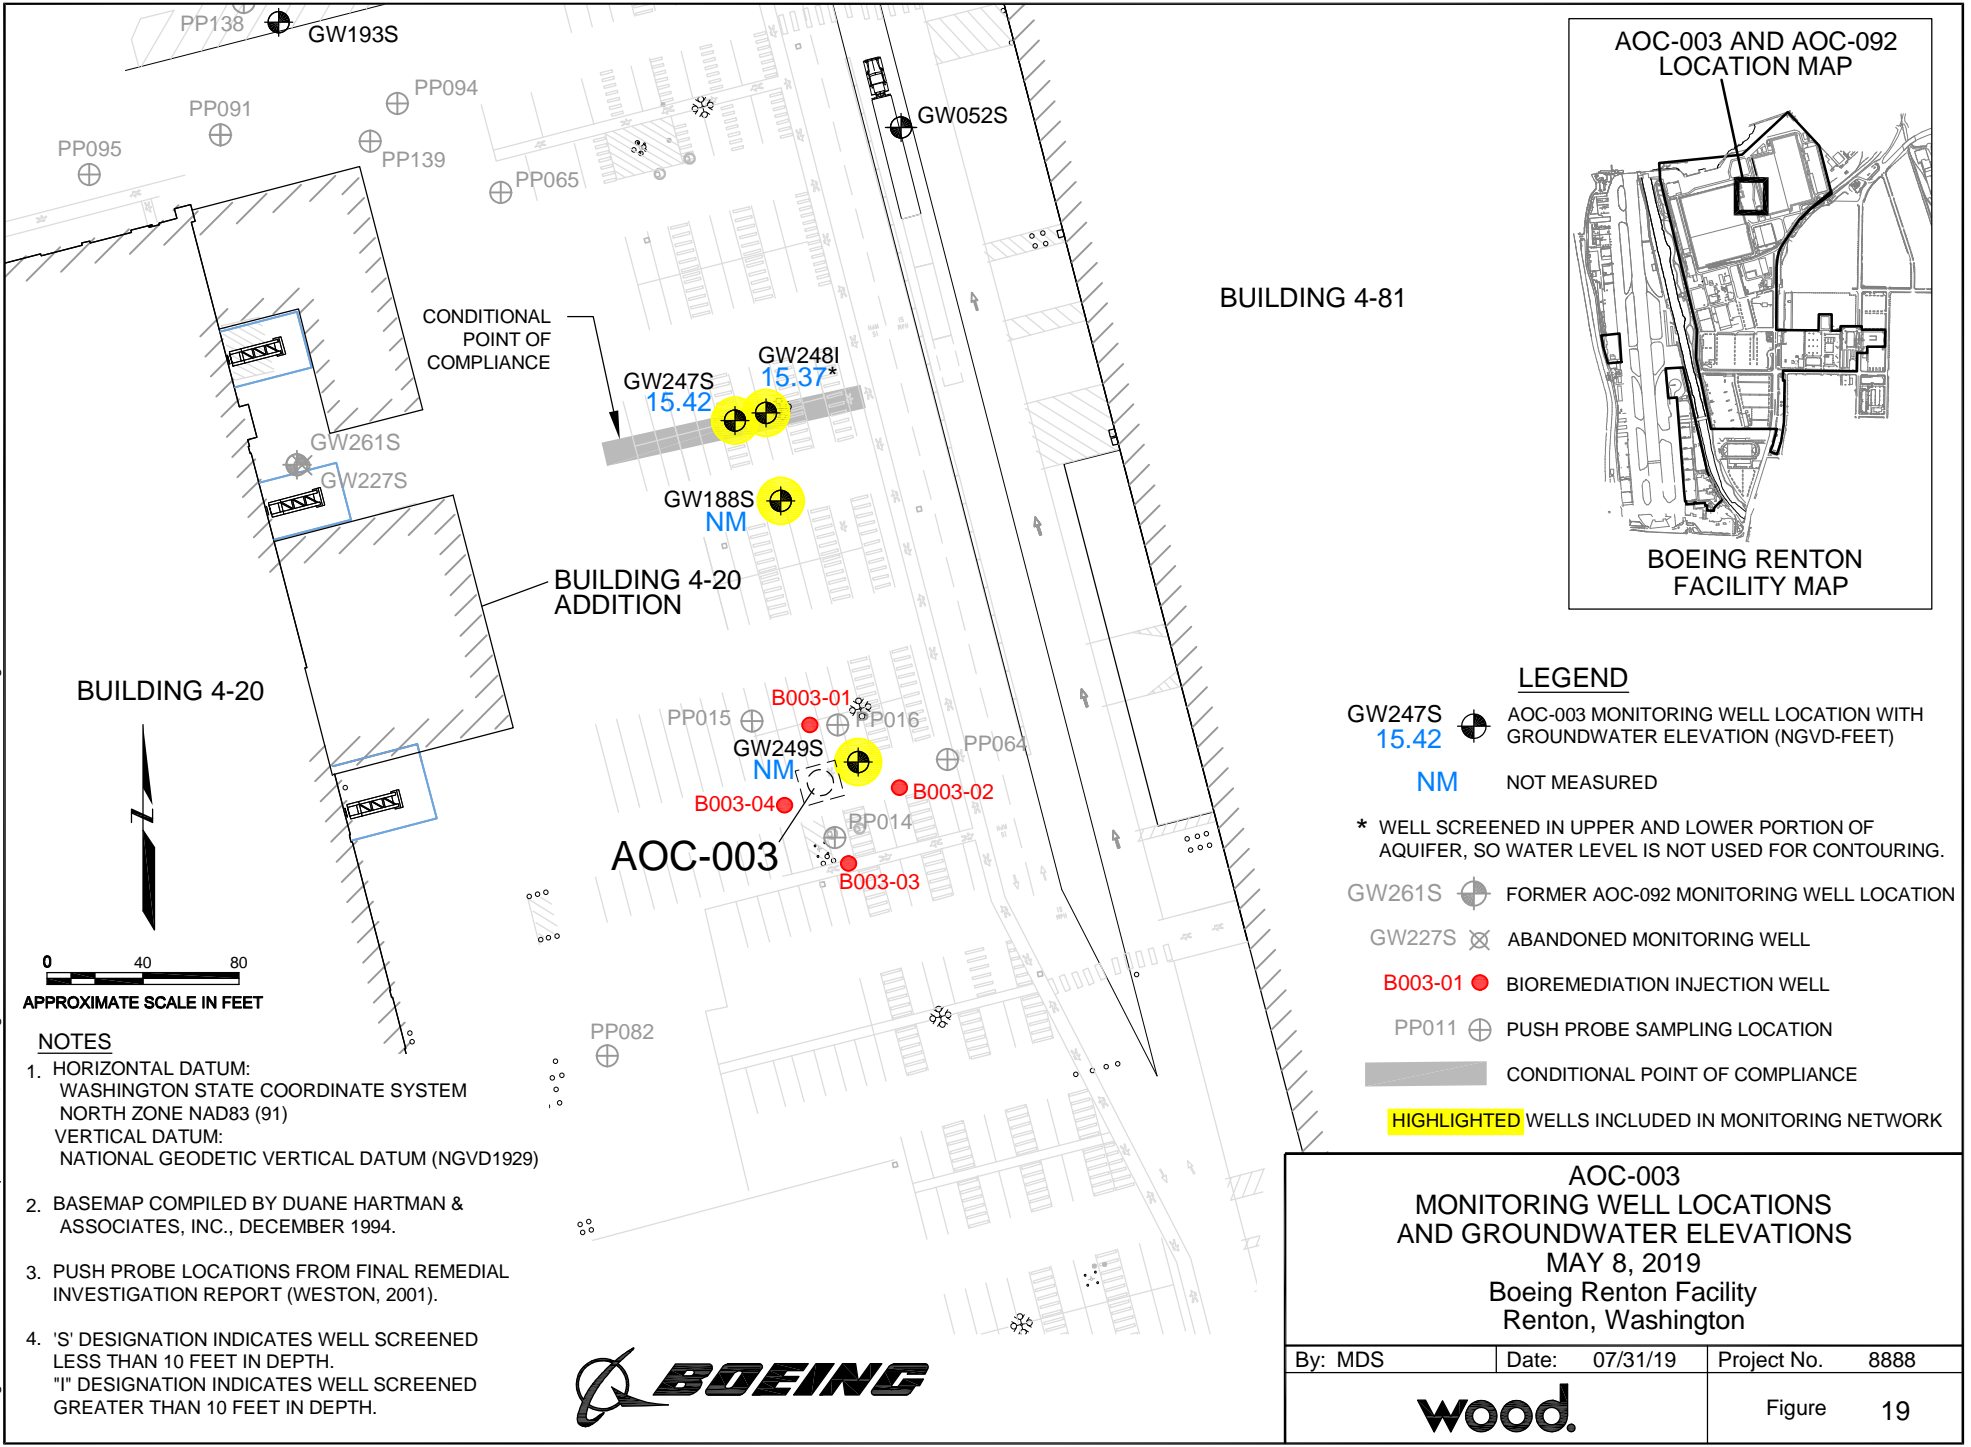 PP138
GW193S
PP091
PP094
PP095
PP139
PP065
GW052S
CONDITIONAL
POINT OF
COMPLIANCE
GW248I
15.37*
GW247S
15.42
GW261S
GW227S
GW188S
NM
BUILDING 4-81
BUILDING 4-20
ADDITION
BUILDING 4-20
B003-01
PP015
PP016
GW249S
NM
PP064
B003-02
B003-04
PP014
AOC-003
B003-03
PP082
Z
0 40 80
APPROXIMATE SCALE IN FEET
NOTES
1. HORIZONTAL DATUM:
WASHINGTON STATE COORDINATE SYSTEM
NORTH ZONE NAD83 (91)
VERTICAL DATUM:
NATIONAL GEODETIC VERTICAL DATUM (NGVD1929)
2. BASEMAP COMPILED BY DUANE HARTMAN &
ASSOCIATES, INC., DECEMBER 1994.
3. PUSH PROBE LOCATIONS FROM FINAL REMEDIAL
INVESTIGATION REPORT (WESTON, 2001).
4. 'S' DESIGNATION INDICATES WELL SCREENED
LESS THAN 10 FEET IN DEPTH.
"I" DESIGNATION INDICATES WELL SCREENED
GREATER THAN 10 FEET IN DEPTH.
BOEING
AOC-003 AND AOC-092
LOCATION MAP
BOEING RENTON
FACILITY MAP
LEGEND
GW247S
15.42
AOC-003 MONITORING WELL LOCATION WITH
GROUNDWATER ELEVATION (NGVD-FEET)
NM NOT MEASURED
* WELL SCREENED IN UPPER AND LOWER PORTION OF
AQUIFER, SO WATER LEVEL IS NOT USED FOR CONTOURING.
GW261S FORMER AOC-092 MONITORING WELL LOCATION
GW227S ABANDONED MONITORING WELL
B003-01 BIOREMEDIATION INJECTION WELL
PP011 PUSH PROBE SAMPLING LOCATION
CONDITIONAL POINT OF COMPLIANCE
HIGHLIGHTED WELLS INCLUDED IN MONITORING NETWORK
AOC-003
MONITORING WELL LOCATIONS
AND GROUNDWATER ELEVATIONS
MAY 8, 2019
Boeing Renton Facility
Renton, Washington
By: MDS Date: 07/31/19 Project No. 8888
wood.
Figure 19